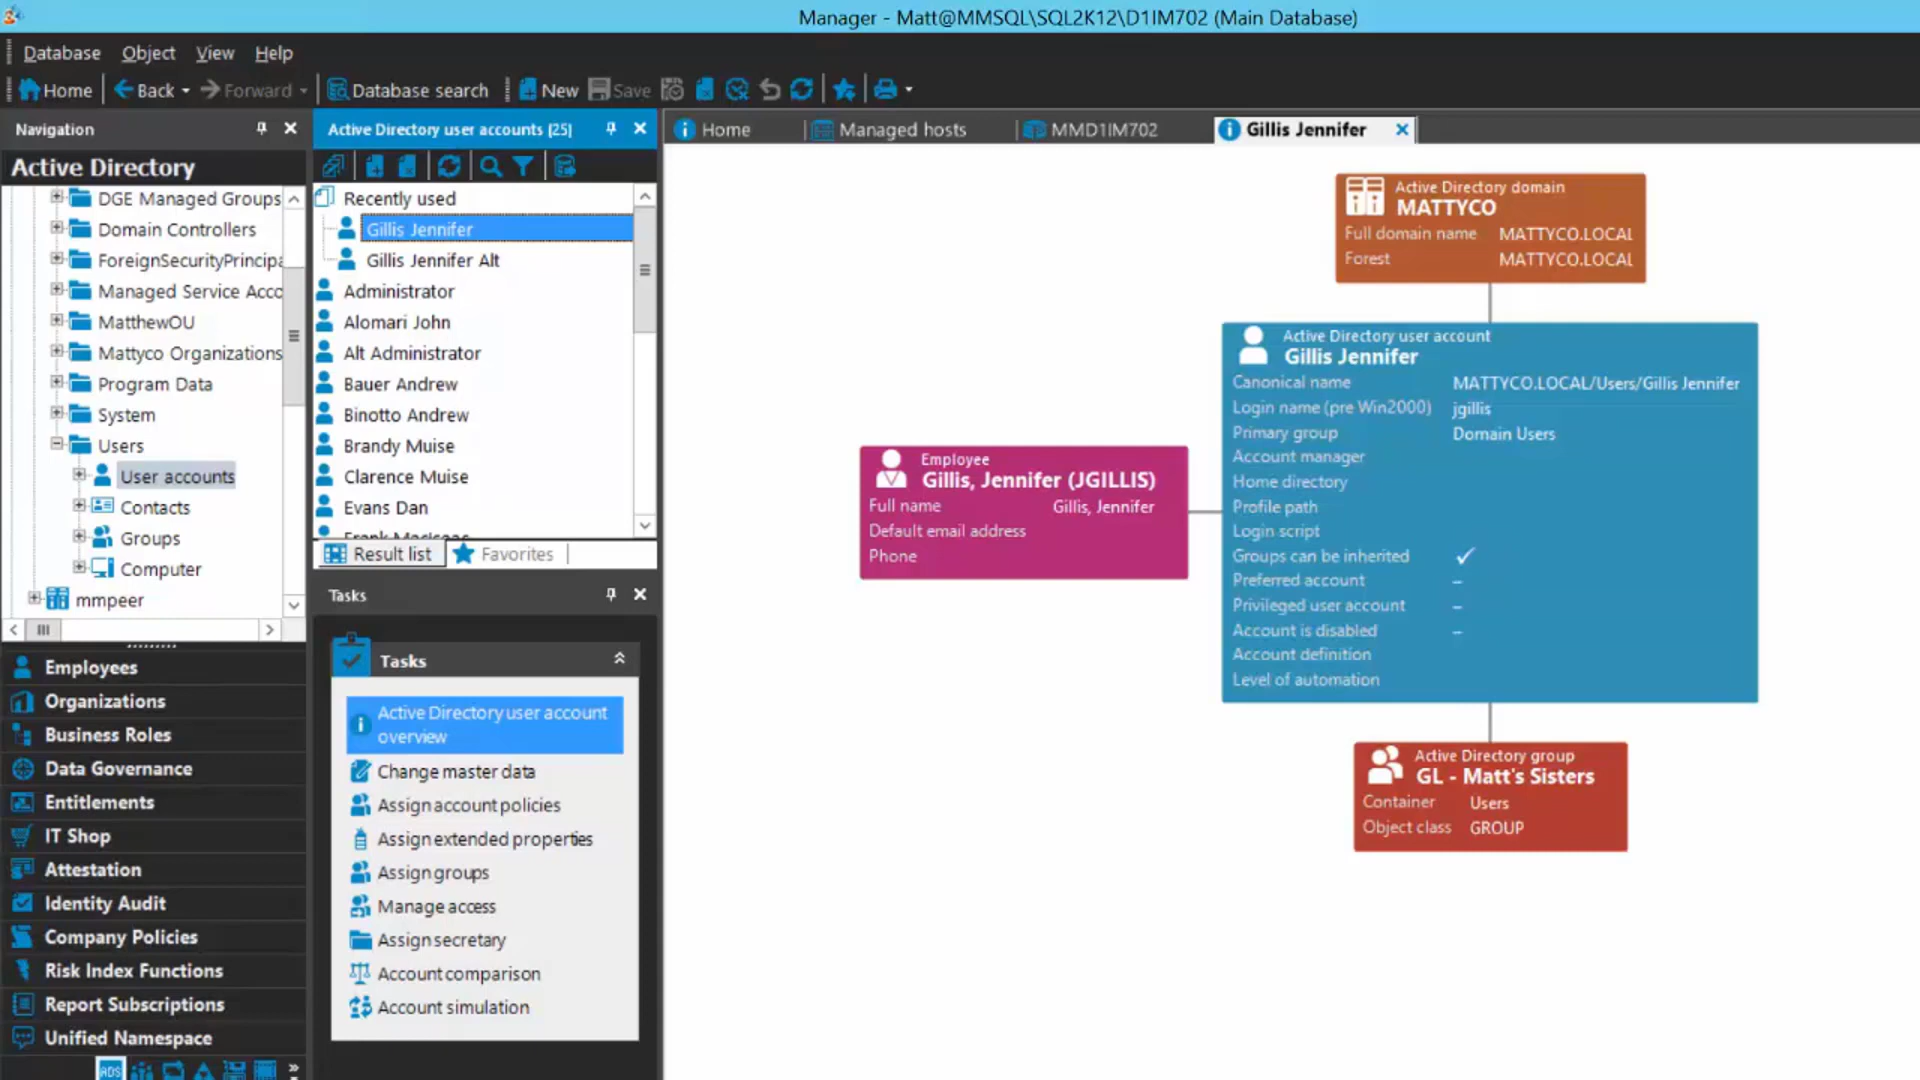 Manager - Matt@MMSQL\SQL2K12\D1IM702 (Main Database)
Database Object View Help
Home Back Forward Database search New Save
Navigation
Active Directory
DGE Managed Groups
Domain Controllers
ForeignSecurityPrincipa
Managed Service Acco
MatthewOU
Mattyco Organizations
Program Data
System
Users
User accounts
Contacts
Groups
Computer
mmpeer
Employees
Organizations
Business Roles
Data Governance
Entitlements
IT Shop
Attestation
Identity Audit
Company Policies
Risk Index Functions
Report Subscriptions
Unified Namespace
ADS
Active Directory user accounts (25)
Recently used
Gillis Jennifer
Gillis Jennifer Alt
Administrator
Alomari John
Alt Administrator
Bauer Andrew
Binotto Andrew
Brandy Muise
Clarence Muise
Evans Dan
Result list Favorites
Tasks
Tasks
Active Directory user account
overview
Change master data
Assign account policies
Assign extended properties
Assign groups
Manage access
Assign secretary
Account comparison
Account simulation
Home Managed hosts MMD1IM702 Gillis Jennifer
Active Directory domain
MATTYCO
Full domain name MATTYCO.LOCAL
Forest MATTYCO.LOCAL
Employee
Gillis, Jennifer (JGILLIS)
Full name Gillis, Jennifer
Default email address
Phone
Active Directory user account
Gillis Jennifer
Canonical name MATTYCO.LOCAL/Users/Gillis Jennifer
Login name (pre Win2000) jgillis
Primary group Domain Users
Account manager
Home directory
Profile path
Login script
Groups can be inherited ✓
Preferred account –
Privileged user account –
Account is disabled –
Account definition
Level of automation
Active Directory group
GL - Matt's Sisters
Container Users
Object class GROUP